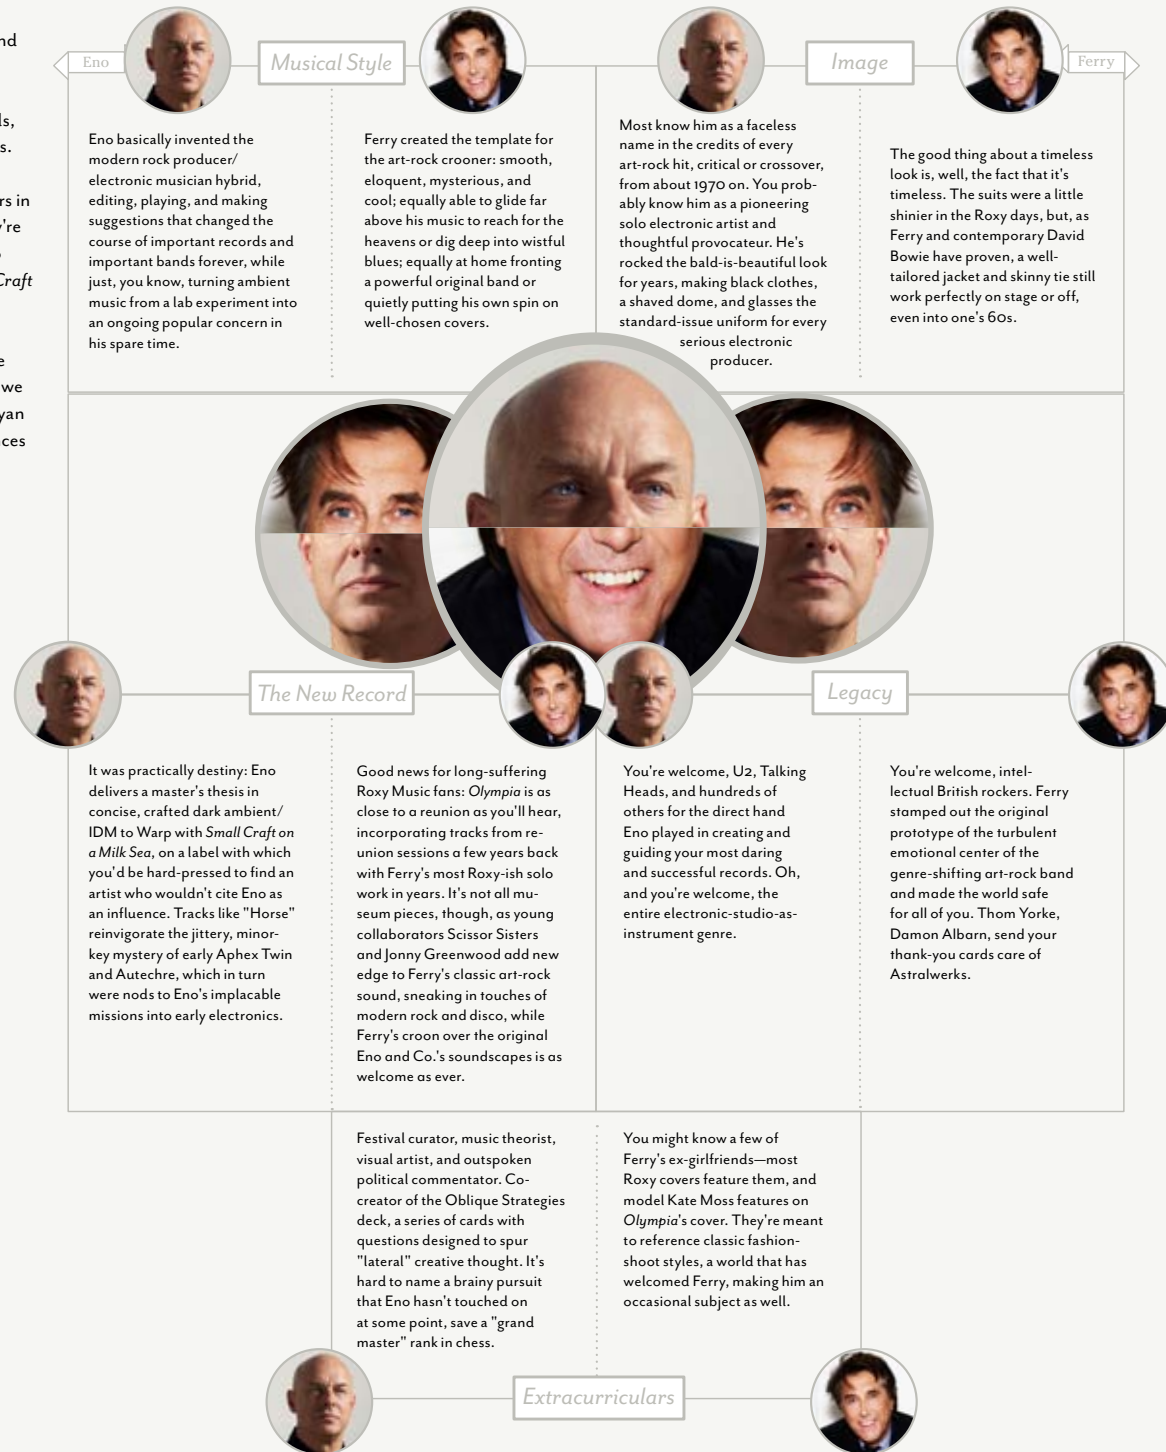 nd
ls,
s.
rs in
y're
Craft
e
we
yan
ces
Eno
Musical Style
Image
Ferry
Eno basically invented the
modern rock producer/
electronic musician hybrid,
editing, playing, and making
suggestions that changed the
course of important records and
important bands forever, while
just, you know, turning ambient
music from a lab experiment into
an ongoing popular concern in
his spare time.
Ferry created the template for
the art-rock crooner: smooth,
eloquent, mysterious, and
cool; equally able to glide far
above his music to reach for the
heavens or dig deep into wistful
blues; equally at home fronting
a powerful original band or
quietly putting his own spin on
well-chosen covers.
Most know him as a faceless
name in the credits of every
art-rock hit, critical or crossover,
from about 1970 on. You prob-
ably know him as a pioneering
solo electronic artist and
thoughtful provocateur. He's
rocked the bald-is-beautiful look
for years, making black clothes,
a shaved dome, and glasses the
standard-issue uniform for every
serious electronic
producer.
The good thing about a timeless
look is, well, the fact that it's
timeless. The suits were a little
shinier in the Roxy days, but, as
Ferry and contemporary David
Bowie have proven, a well-
tailored jacket and skinny tie still
work perfectly on stage or off,
even into one's 60s.
The New Record
Legacy
It was practically destiny: Eno
delivers a master's thesis in
concise, crafted dark ambient/
IDM to Warp with Small Craft on
a Milk Sea, on a label with which
you'd be hard-pressed to find an
artist who wouldn't cite Eno as
an influence. Tracks like "Horse"
reinvigorate the jittery, minor-
key mystery of early Aphex Twin
and Autechre, which in turn
were nods to Eno's implacable
missions into early electronics.
Good news for long-suffering
Roxy Music fans: Olympia is as
close to a reunion as you'll hear,
incorporating tracks from re-
union sessions a few years back
with Ferry's most Roxy-ish solo
work in years. It's not all mu-
seum pieces, though, as young
collaborators Scissor Sisters
and Jonny Greenwood add new
edge to Ferry's classic art-rock
sound, sneaking in touches of
modern rock and disco, while
Ferry's croon over the original
Eno and Co.'s soundscapes is as
welcome as ever.
You're welcome, U2, Talking
Heads, and hundreds of
others for the direct hand
Eno played in creating and
guiding your most daring
and successful records. Oh,
and you're welcome, the
entire electronic-studio-as-
instrument genre.
You're welcome, intel-
lectual British rockers. Ferry
stamped out the original
prototype of the turbulent
emotional center of the
genre-shifting art-rock band
and made the world safe
for all of you. Thom Yorke,
Damon Albarn, send your
thank-you cards care of
Astralwerks.
Festival curator, music theorist,
visual artist, and outspoken
political commentator. Co-
creator of the Oblique Strategies
deck, a series of cards with
questions designed to spur
"lateral" creative thought. It's
hard to name a brainy pursuit
that Eno hasn't touched on
at some point, save a "grand
master" rank in chess.
You might know a few of
Ferry's ex-girlfriends—most
Roxy covers feature them, and
model Kate Moss features on
Olympia's cover. They're meant
to reference classic fashion-
shoot styles, a world that has
welcomed Ferry, making him an
occasional subject as well.
Extracurriculars